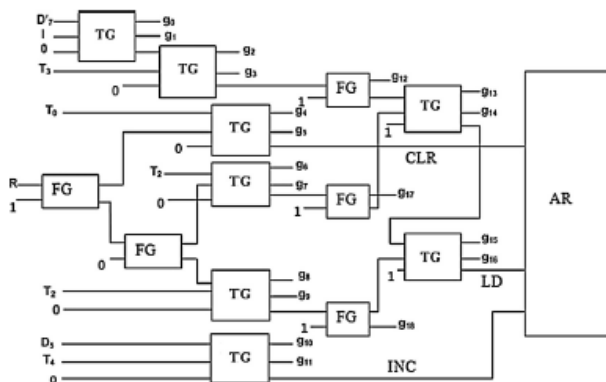 D'7 g0
I TG g1
0 g2
T3 TG g3
0 FG g12
1 TG g13
g14
1
T0 g4
TG g5
0 CLR
R FG
1
T2 g6
TG g7
0 FG g17
1
FG
0
AR
g15
TG g16
1 LD
T2 g8
TG g9
0 FG
1 g18
D5 g10
T4 TG g11
0 INC